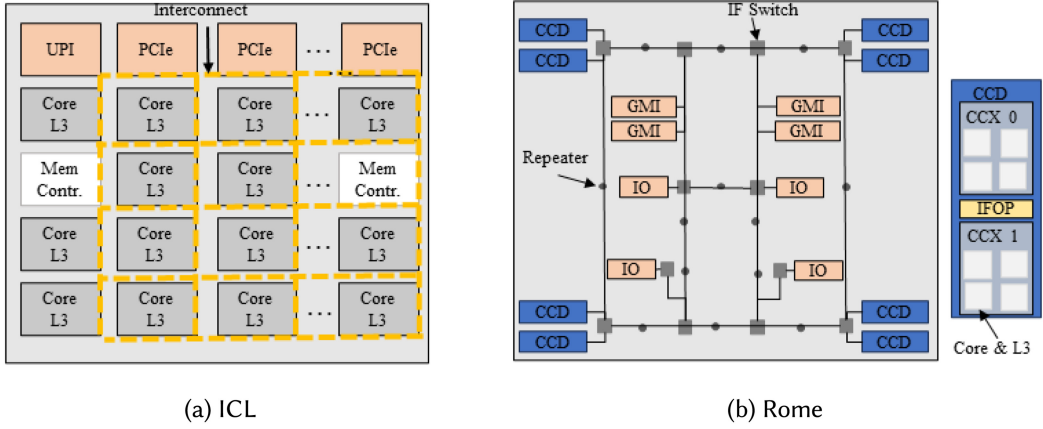 Interconnect
UPI
PCIe
PCIe
...
PCIe
Core
L3
Core
L3
Core
L3
...
Core
L3
Mem
Contr.
Core
L3
Core
L3
...
Mem
Contr.
Core
L3
Core
L3
Core
L3
...
Core
L3
Core
L3
Core
L3
Core
L3
...
Core
L3
(a) ICL
IF Switch
CCD
CCD
CCD
CCD
GMI
GMI
GMI
GMI
Repeater
IO
IO
IO
IO
CCD
CCD
CCD
CCD
CCD
CCX 0
IFOP
CCX 1
Core & L3
(b) Rome